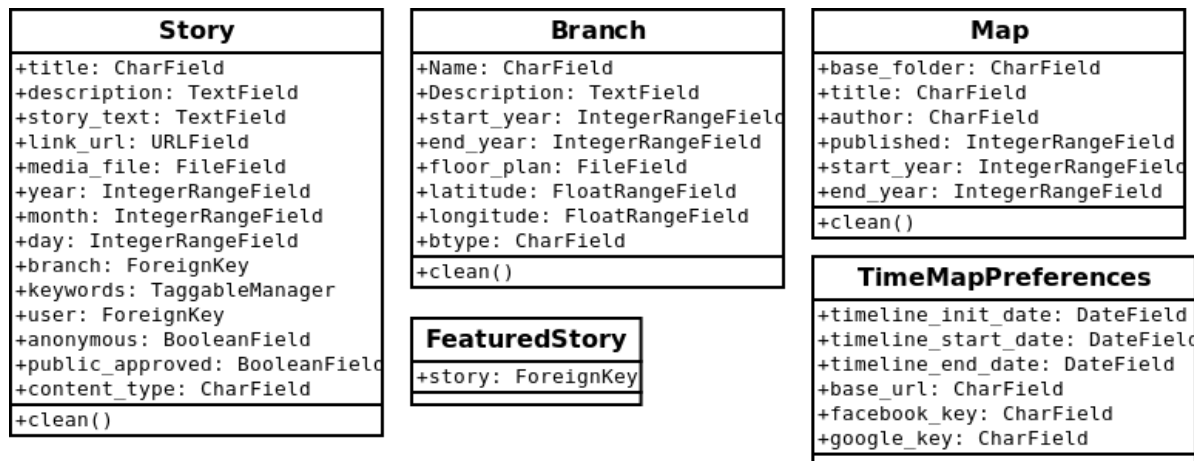 Story
+title: CharField
+description: TextField
+story_text: TextField
+link_url: URLField
+media_file: FileField
+year: IntegerRangeField
+month: IntegerRangeField
+day: IntegerRangeField
+branch: ForeignKey
+keywords: TaggableManager
+user: ForeignKey
+anonymous: BooleanField
+public_approved: BooleanField
+content_type: CharField
+clean()
Branch
+Name: CharField
+Description: TextField
+start_year: IntegerRangeField
+end_year: IntegerRangeField
+floor_plan: FileField
+latitude: FloatRangeField
+longitude: FloatRangeField
+btype: CharField
+clean()
FeaturedStory
+story: ForeignKey
Map
+base_folder: CharField
+title: CharField
+author: CharField
+published: IntegerRangeField
+start_year: IntegerRangeField
+end_year: IntegerRangeField
+clean()
TimeMapPreferences
+timeline_init_date: DateField
+timeline_start_date: DateField
+timeline_end_date: DateField
+base_url: CharField
+facebook_key: CharField
+google_key: CharField